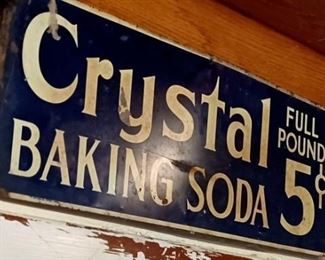 Crystal
BAKING SODA
FULL
POUND
5¢